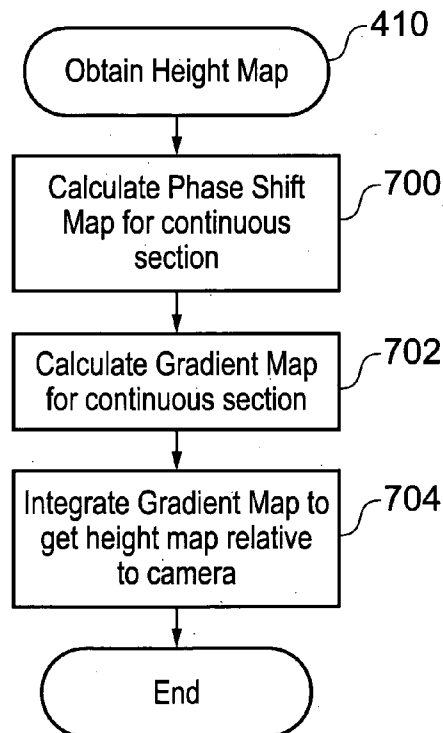 410
Obtain Height Map
700
Calculate Phase Shift
Map for continuous
section
702
Calculate Gradient Map
for continuous section
704
Integrate Gradient Map to
get height map relative
to camera
End